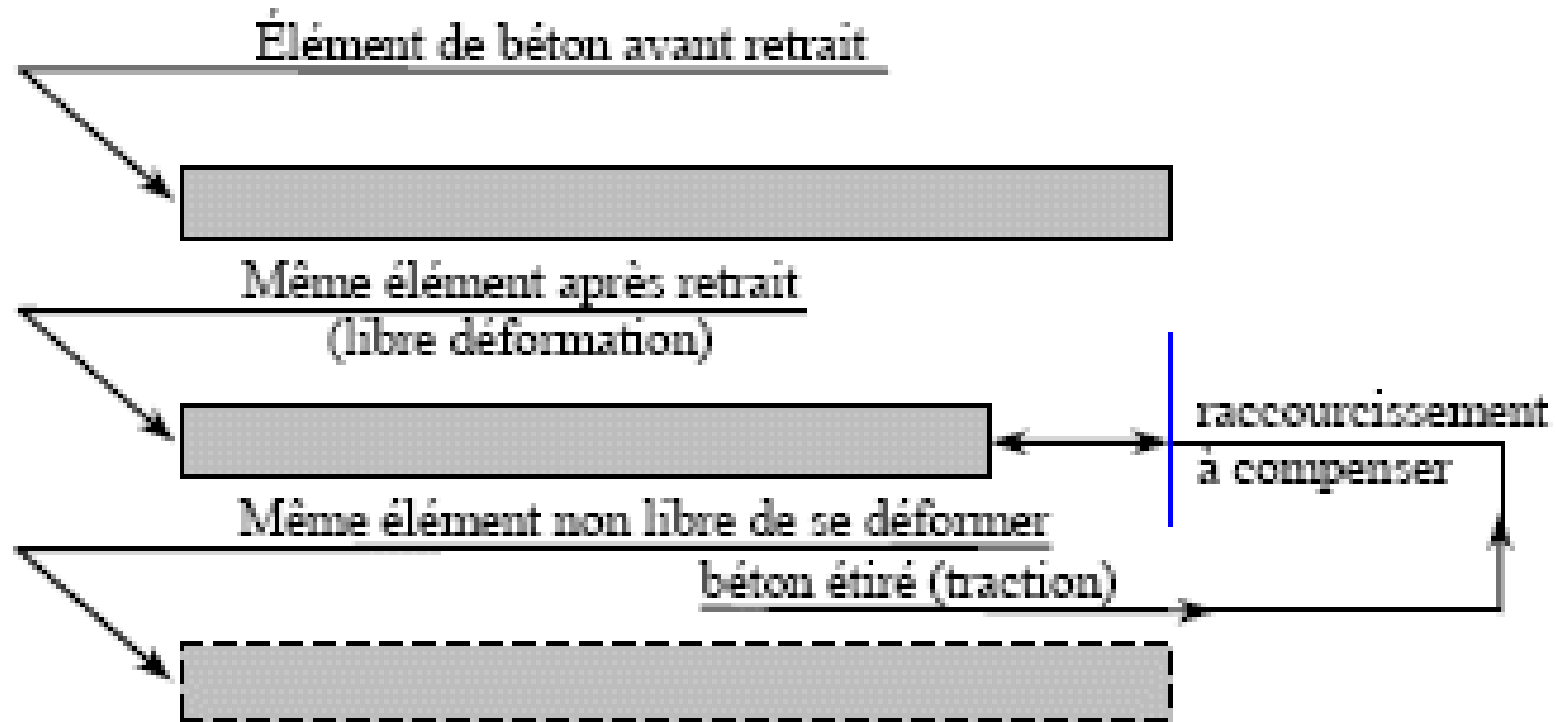 Élément de béton avant retrait
Même élément après retrait
(libre déformation)
raccourcissement
à compenser
Même élément non libre de se déformer
béton étiré (traction)